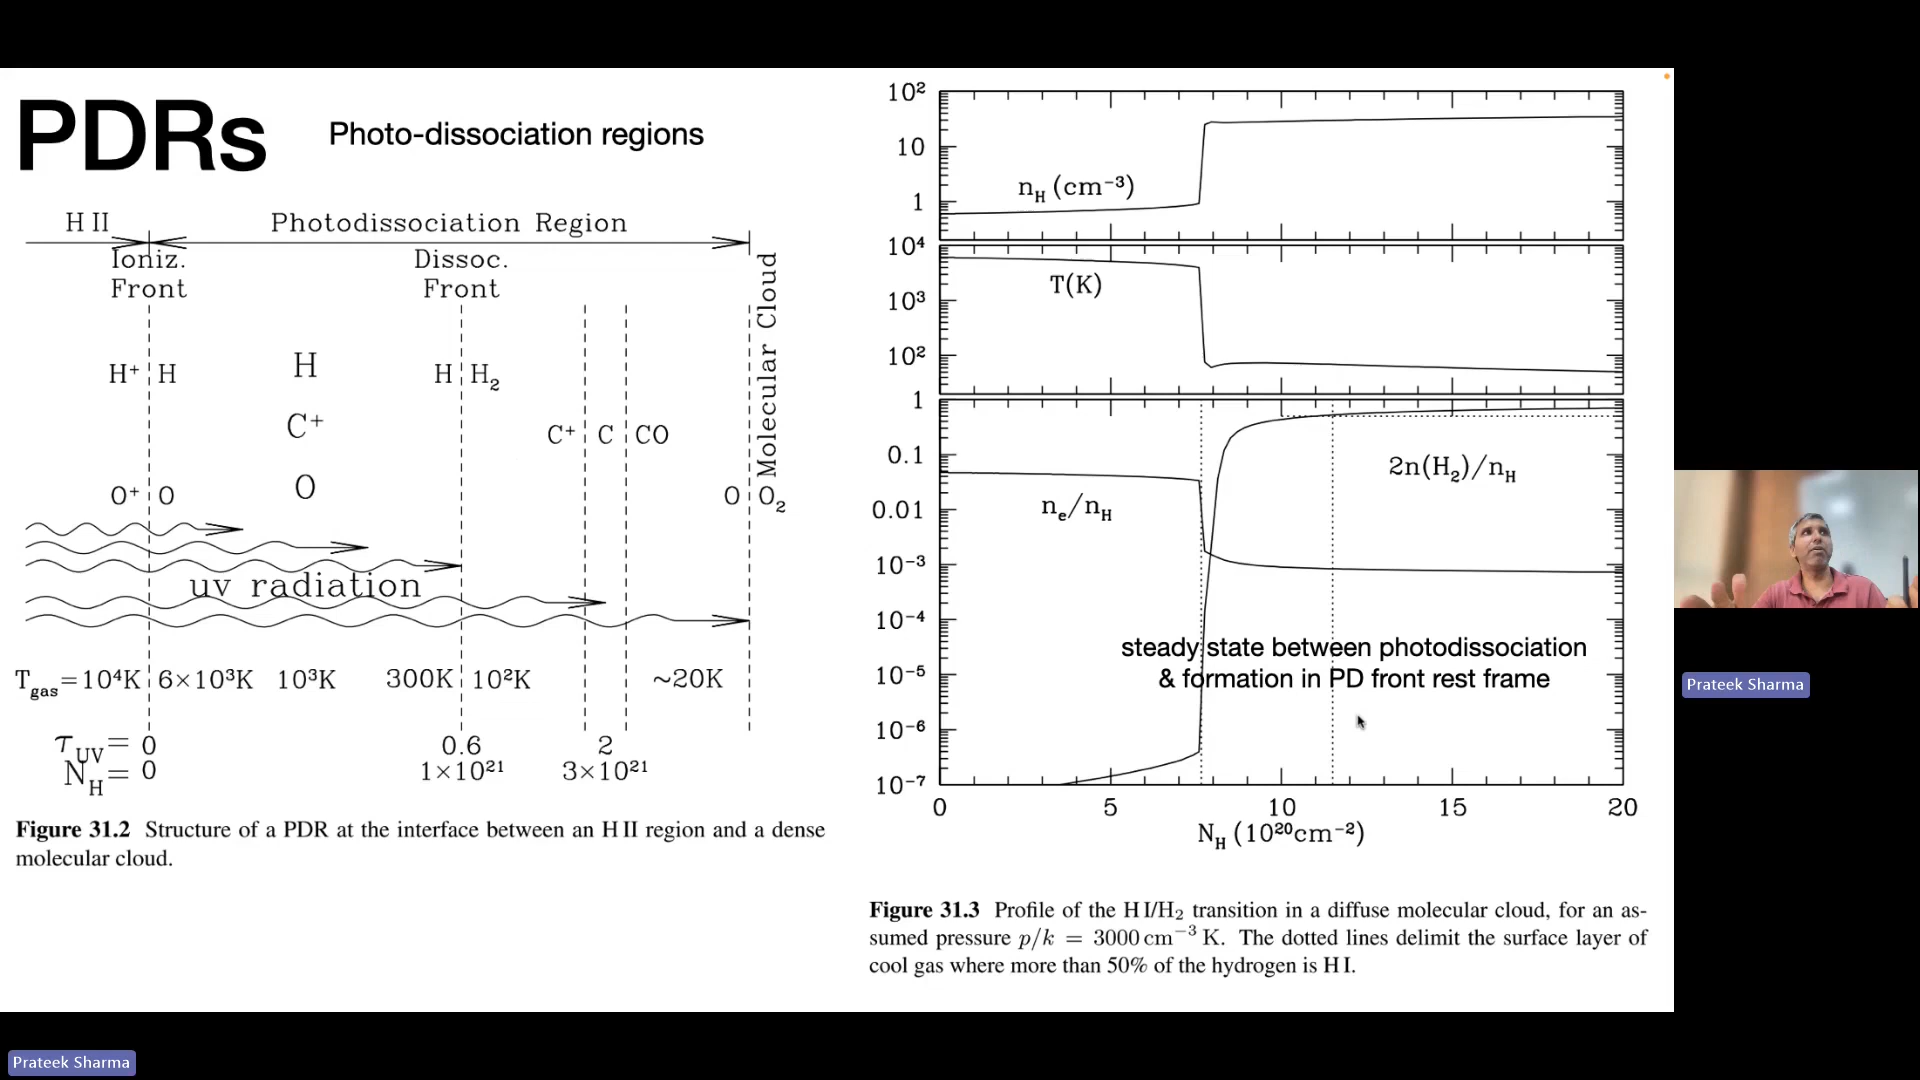 PDRs
Photo-dissociation regions
H II
Photodissociation Region
Ioniz.
Front
Dissoc.
Front
Molecular Cloud
H⁺ H
H
H H₂
C⁺
C⁺ C CO
O⁺ O
O
O O₂
uv radiation
T_gas=10⁴K 6×10³K 10³K 300K 10²K ~20K
τ_UV= 0 0.6 2
N_H= 0 1×10²¹ 3×10²¹
Figure 31.2 Structure of a PDR at the interface between an H II region and a dense
molecular cloud.
10²
10
1
n_H (cm⁻³)
10⁴
10³
10²
T(K)
1
0.1
0.01
10⁻³
10⁻⁴
10⁻⁵
10⁻⁶
10⁻⁷
2n(H₂)/n_H
n_e/n_H
steady state between photodissociation
& formation in PD front rest frame
0 5 10 15 20
N_H (10²⁰cm⁻²)
Figure 31.3 Profile of the H I/H₂ transition in a diffuse molecular cloud, for an as-
sumed pressure p/k = 3000 cm⁻³ K. The dotted lines delimit the surface layer of
cool gas where more than 50% of the hydrogen is H I.
Prateek Sharma
Prateek Sharma